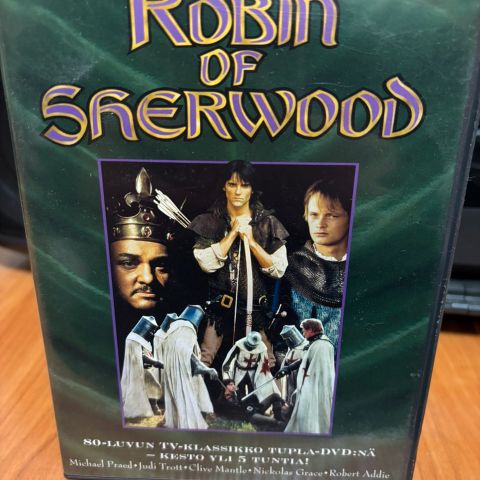 ROBIN
OF
SHERWOOD
80-LUVUN TV-KLASSIKKO TUPLA-DVD:NÄ
– KESTO YLI 5 TUNTIA!
Michael Praed • Judi Trott • Clive Mantle • Nickolas Grace • Robert Addie